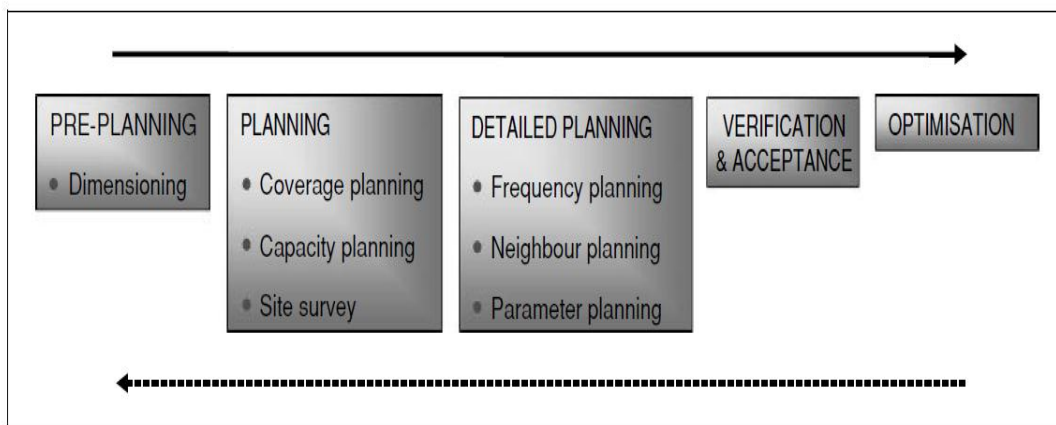 PRE-PLANNING
• Dimensioning
PLANNING
• Coverage planning
• Capacity planning
• Site survey
DETAILED PLANNING
• Frequency planning
• Neighbour planning
• Parameter planning
VERIFICATION
& ACCEPTANCE
OPTIMISATION